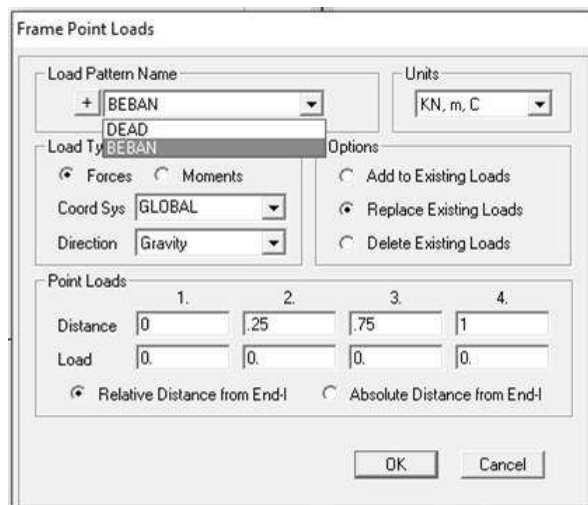 Frame Point Loads
Load Pattern Name
+ BEBAN
DEAD
BEBAN
Units
KN, m, C
Load Ty
Forces Moments
Coord Sys GLOBAL
Direction Gravity
Options
Add to Existing Loads
Replace Existing Loads
Delete Existing Loads
Point Loads
1. 2. 3. 4.
Distance 0 .25 .75 1
Load 0. 0. 0. 0.
Relative Distance from End-I Absolute Distance from End-I
OK Cancel